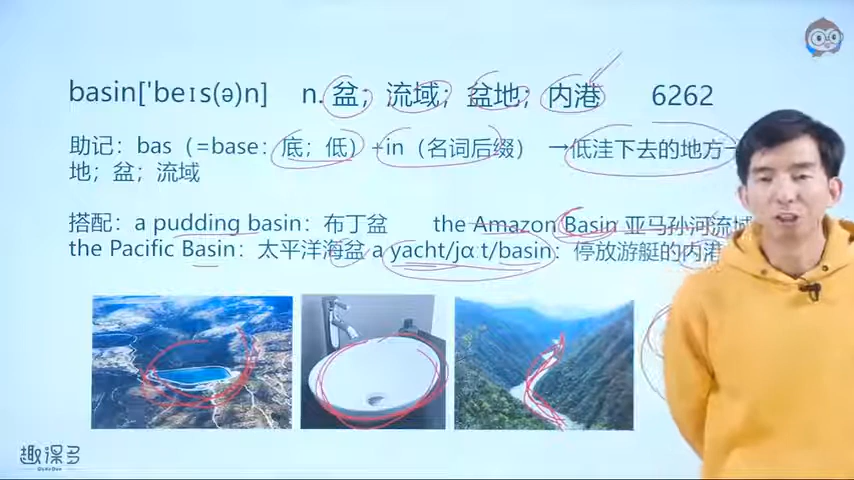 basin['beɪs(ə)n] n. 盆；流域；盆地；内港 6262
助记：bas（=base：底；低）+in（名词后缀） →低洼下去的地方→
地；盆；流域
搭配：a pudding basin：布丁盆 the Amazon Basin 亚马孙河流域
the Pacific Basin：太平洋海盆 a yacht/jɑːt/basin：停放游艇的内港
趣课多
QuKeDuo